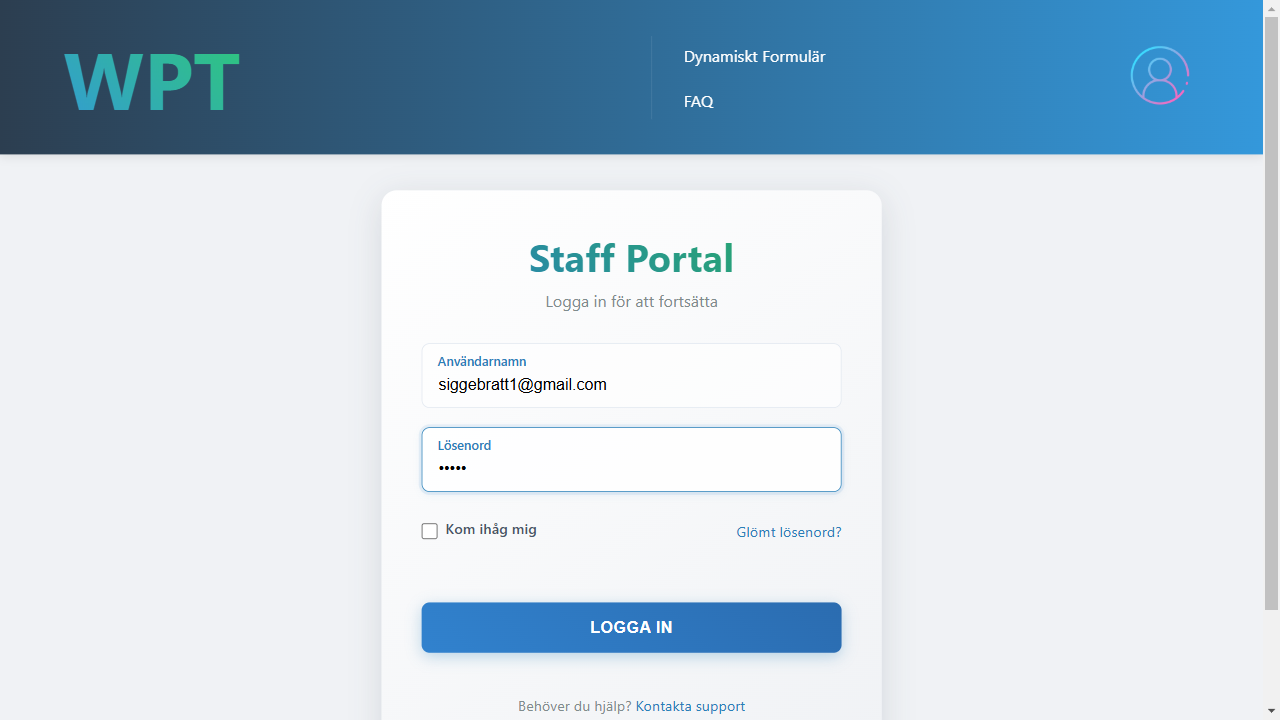 WPT
Dynamiskt Formulär
FAQ
Staff Portal
Logga in för att fortsätta
Användarnamn
siggebratt1@gmail.com
Lösenord
•••••
Kom ihåg mig
Glömt lösenord?
LOGGA IN
Behöver du hjälp? Kontakta support